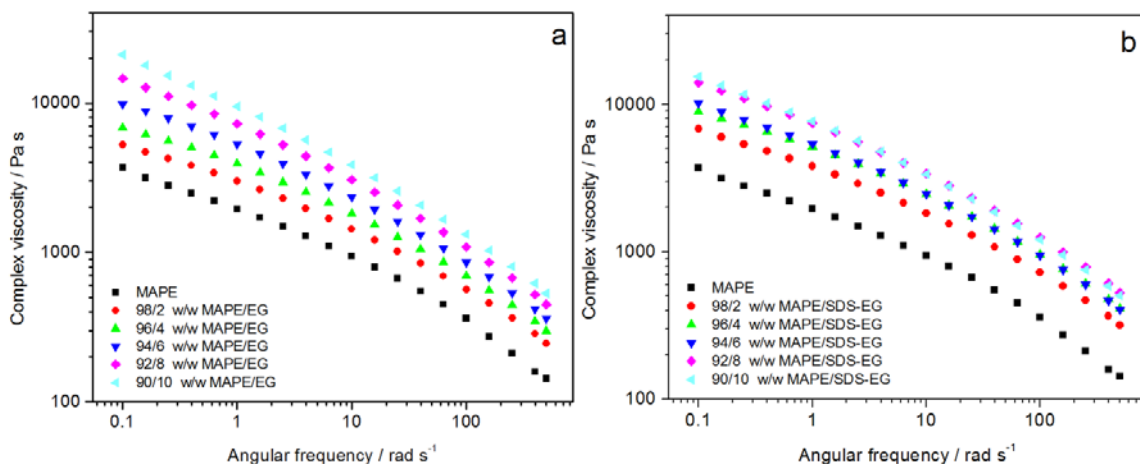 a
Complex viscosity / Pa s
10000
1000
100
MAPE
98/2 w/w MAPE/EG
96/4 w/w MAPE/EG
94/6 w/w MAPE/EG
92/8 w/w MAPE/EG
90/10 w/w MAPE/EG
0.1 1 10 100
Angular frequency / rad s⁻¹
b
Complex viscosity / Pa s
10000
1000
100
MAPE
98/2 w/w MAPE/SDS-EG
96/4 w/w MAPE/SDS-EG
94/6 w/w MAPE/SDS-EG
92/8 w/w MAPE/SDS-EG
90/10 w/w MAPE/SDS-EG
0.1 1 10 100
Angular frequency / rad s⁻¹